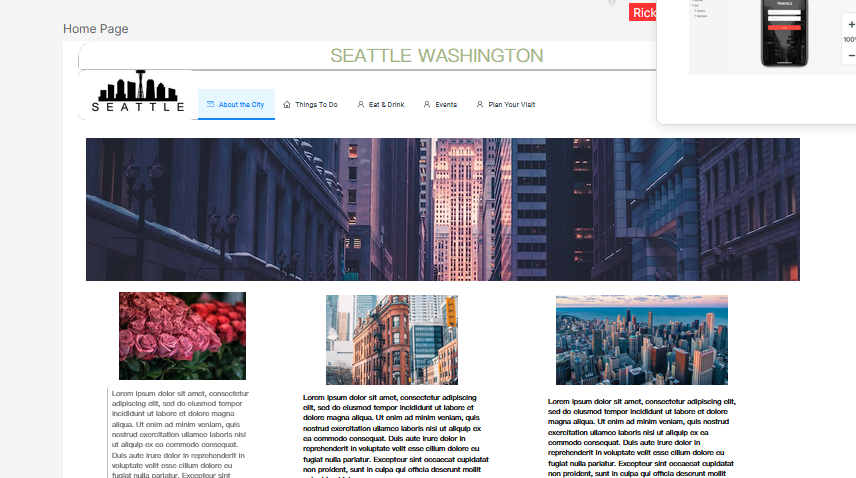 Home Page
Rick
SEATTLE WASHINGTON
SEATTLE
About the City
Things To Do
Eat & Drink
Events
Plan Your Visit
100%
Lorem ipsum dolor sit amet, consectetur
adipiscing elit, sed do eiusmod tempor
incididunt ut labore et dolore magna
aliqua. Ut enim ad minim veniam, quis
nostrud exercitation ullamco laboris nisi
ut aliquip ex ea commodo consequat.
Duis aute irure dolor in reprehenderit in
voluptate velit esse cillum dolore eu
fugiat nulla pariatur. Excepteur sint
Lorem ipsum dolor sit amet, consectetur adipiscing
elit, sed do eiusmod tempor incididunt ut labore et
dolore magna aliqua. Ut enim ad minim veniam, quis
nostrud exercitation ullamco laboris nisi ut aliquip ex
ea commodo consequat. Duis aute irure dolor in
reprehenderit in voluptate velit esse cillum dolore eu
fugiat nulla pariatur. Excepteur sint occaecat cupidatat
non proident, sunt in culpa qui officia deserunt mollit
Lorem ipsum dolor sit amet, consectetur adipiscing elit,
sed do eiusmod tempor incididunt ut labore et dolore
magna aliqua. Ut enim ad minim veniam, quis nostrud
exercitation ullamco laboris nisi ut aliquip ex ea
commodo consequat. Duis aute irure dolor in
reprehenderit in voluptate velit esse cillum dolore eu
fugiat nulla pariatur. Excepteur sint occaecat cupidatat
non proident, sunt in culpa qui officia deserunt mollit